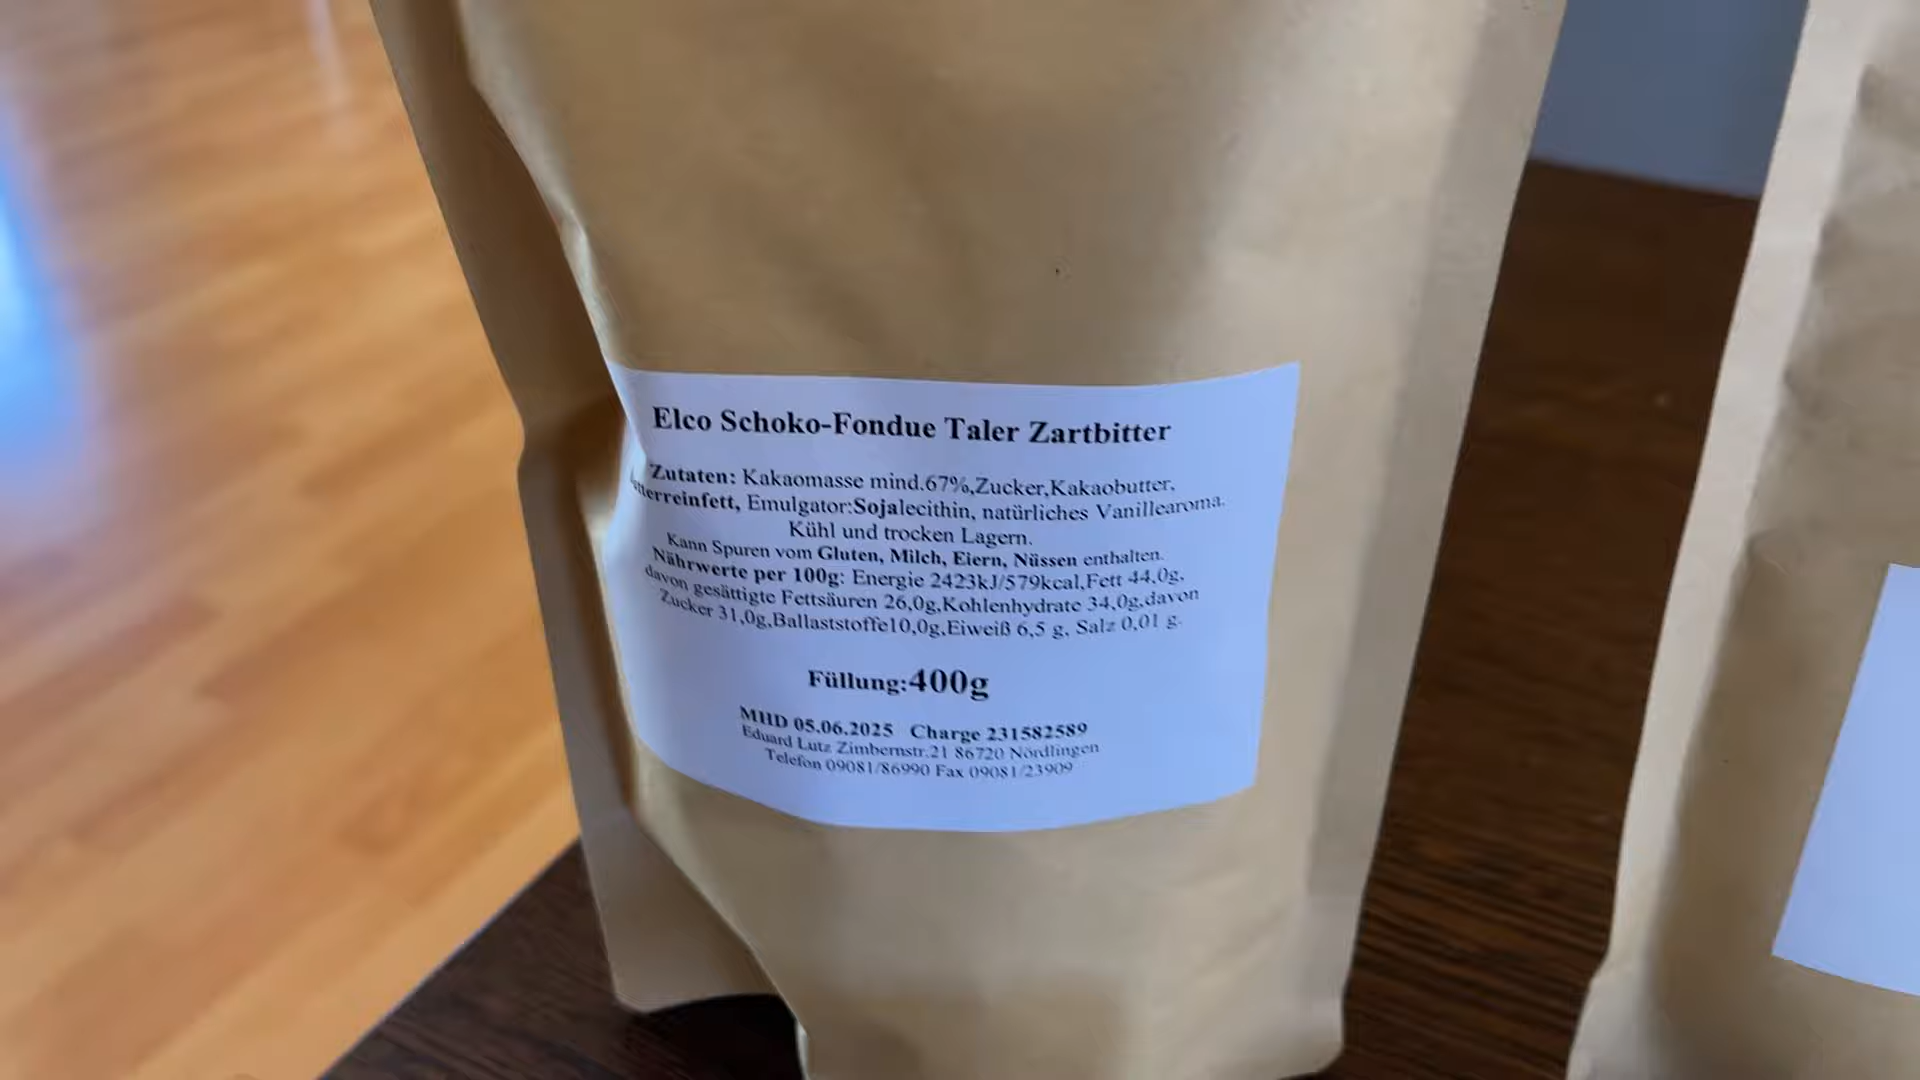 Elco Schoko-Fondue Taler Zartbitter
Zutaten: Kakaomasse mind.67%,Zucker,Kakaobutter,
Emulgator:Sojalecithin, natürliches Vanillearoma.
Kühl und trocken Lagern.
Kann Spuren vom Gluten, Milch, Eiern, Nüssen enthalten.
Nährwerte per 100g: Energie 2423kJ/579kcal,Fett 44,0g,
davon gesättigte Fettsäuren 26,0g,Kohlenhydrate 34,0g,davon
Zucker 31,0g,Ballaststoffe10,0g,Eiweiß 6,5 g, Salz 0,01 g.
Füllung:400g
MHD 05.06.2025 Charge 231582589
Eduard Lutz Zimbernstr.21 86720 Nördlingen
Telefon 09081/86990 Fax 09081/23909